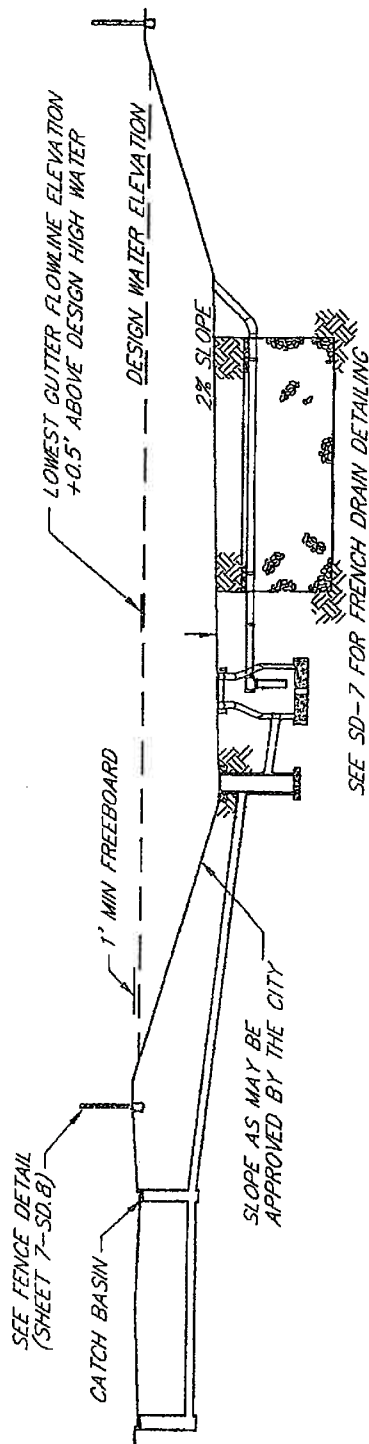 SEE FENCE DETAIL
(SHEET 7-SD.8)
CATCH BASIN
1' MIN FREEBOARD
SLOPE AS MAY BE
APPROVED BY THE CITY
LOWEST GUTTER FLOWLINE ELEVATION
+0.5' ABOVE DESIGN HIGH WATER
DESIGN WATER ELEVATION
2% SLOPE
SEE SD-7 FOR FRENCH DRAIN DETAILING